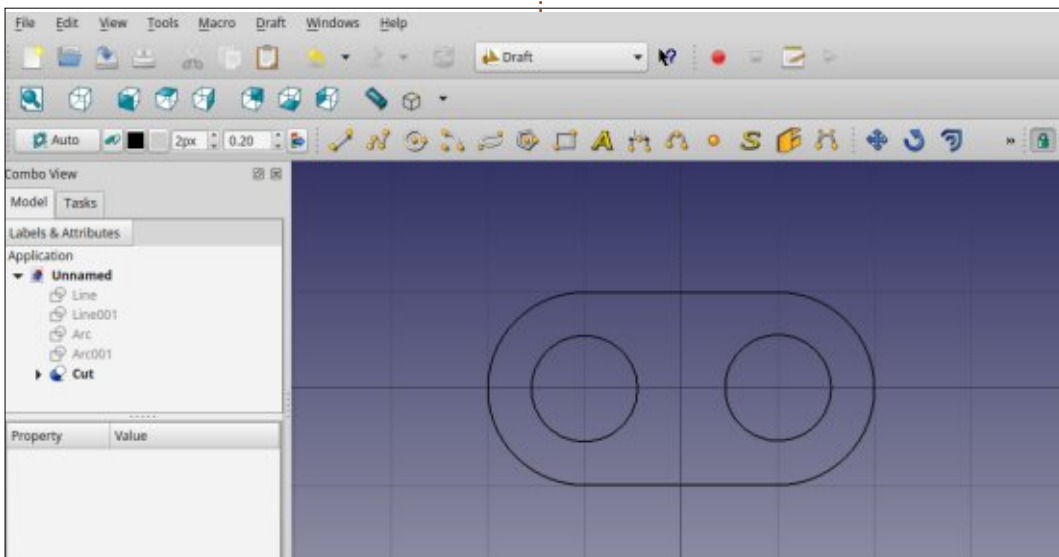 File Edit View Tools Macro Draft Windows Help
Draft
Auto 2px 0.20
A S
Combo View
Model Tasks
Labels & Attributes
Application
Unnamed
Line
Line001
Arc
Arc001
Cut
Property Value